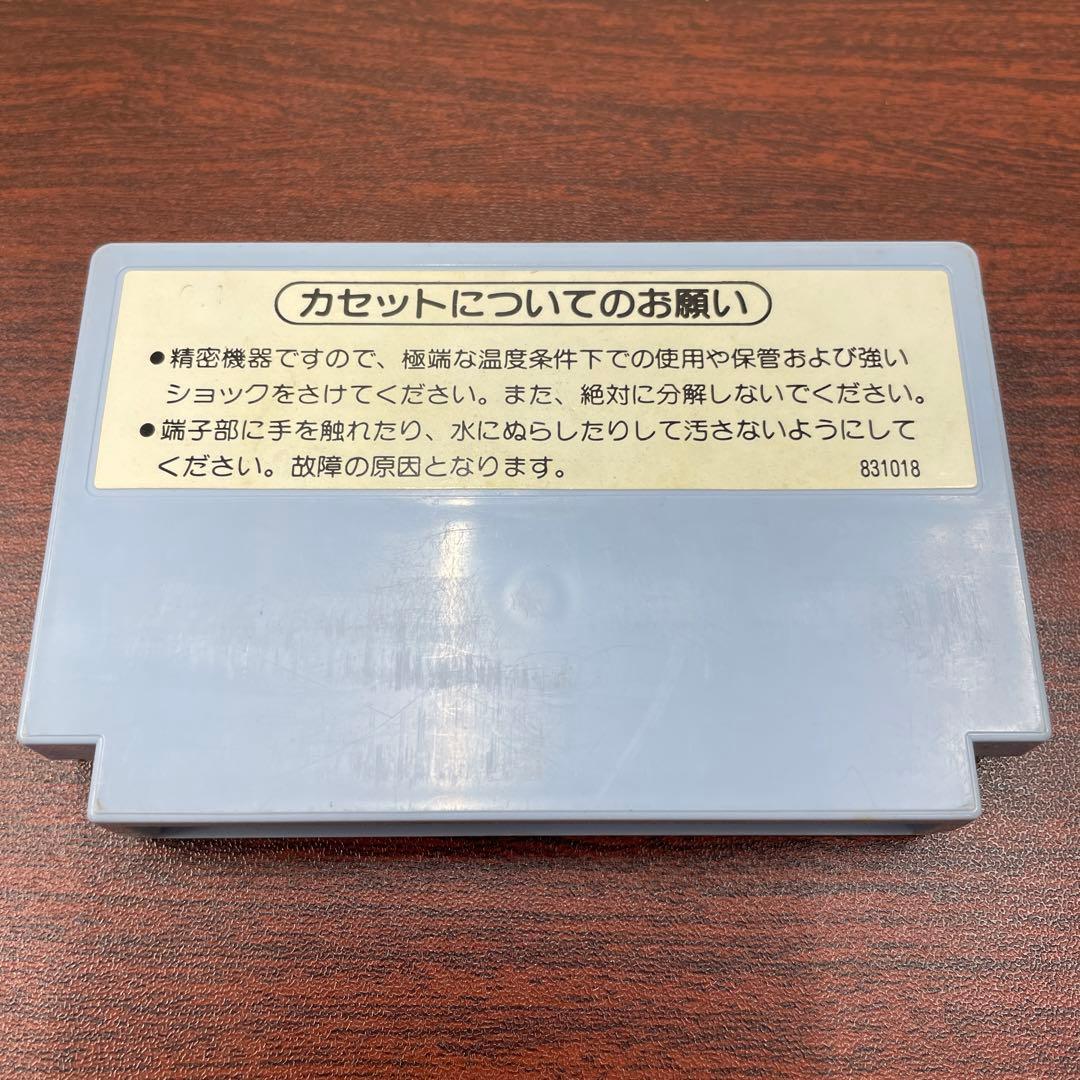 カセットについてのお願い
●精密機器ですので、極端な温度条件下での使用や保管および強い
ショックをさけてください。また、絶対に分解しないでください。
●端子部に手を触れたり、水にぬらしたりして汚さないようにして
ください。故障の原因となります。 831018